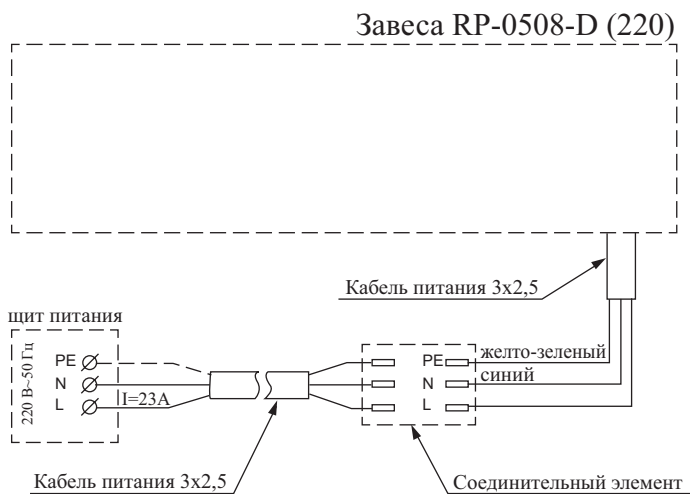 Завеса RP-0508-D (220)
Кабель питания 3х2,5
щит питания
220 В~50 Гц
PE
N
L
I=23А
PE
N
L
желто-зеленый
синий
Кабель питания 3х2,5
Соединительный элемент